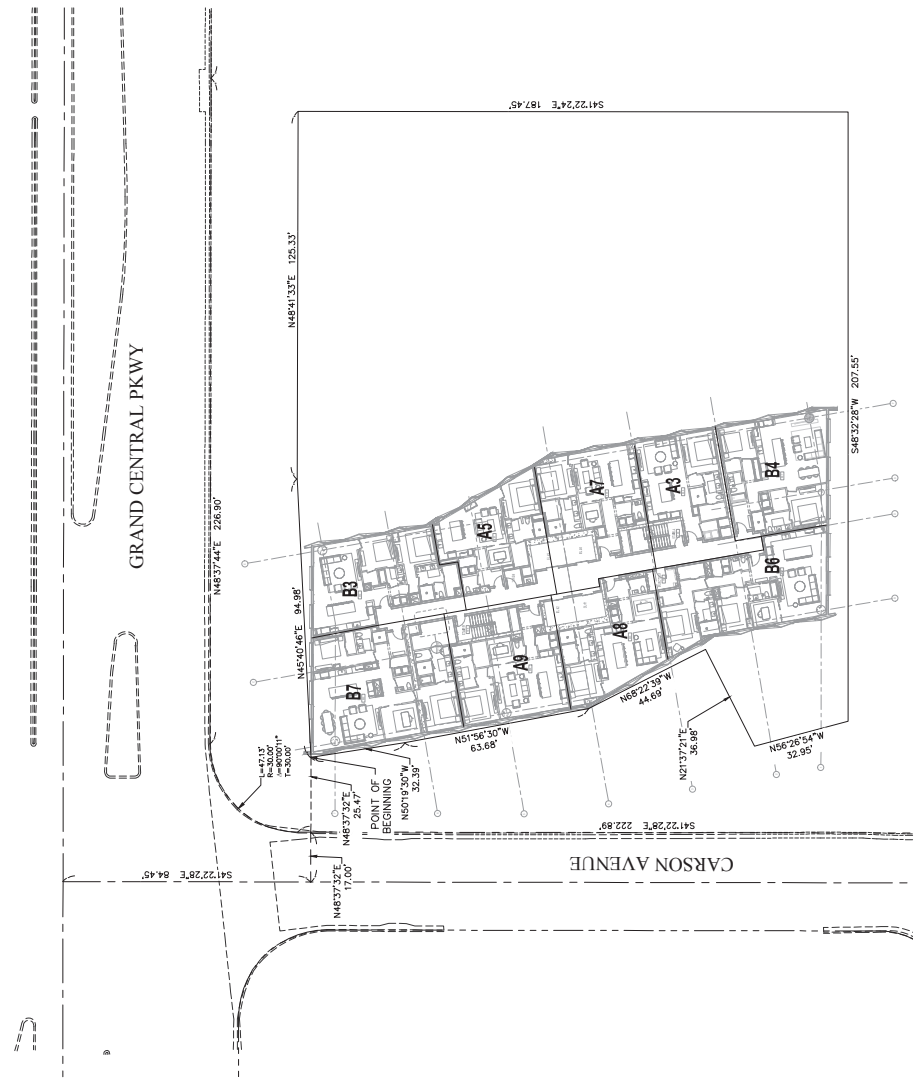 S41°22'24"E 187.45'
N48°41'33"E 125.33'
GRAND CENTRAL PKWY
N48°37'44"E 226.90'
S48°32'28"W 207.55'
N45°40'46"E 94.98'
B3
A5
A7
A3
B4
B7
A9
A8
B6
L=47.13'
R=30.00'
Δ=90°00'11"
T=30.00'
N51°56'30"W
63.68'
N68°22'39"W
44.69'
N21°37'21"E
36.98'
N56°26'54"W
32.95'
N50°19'30"W
32.39'
POINT OF
BEGINNING
N48°37'32"E
25.47'
N48°37'32"E
17.00'
S41°22'28"E 84.45'
S41°22'28"E 222.89'
CARSON AVENUE